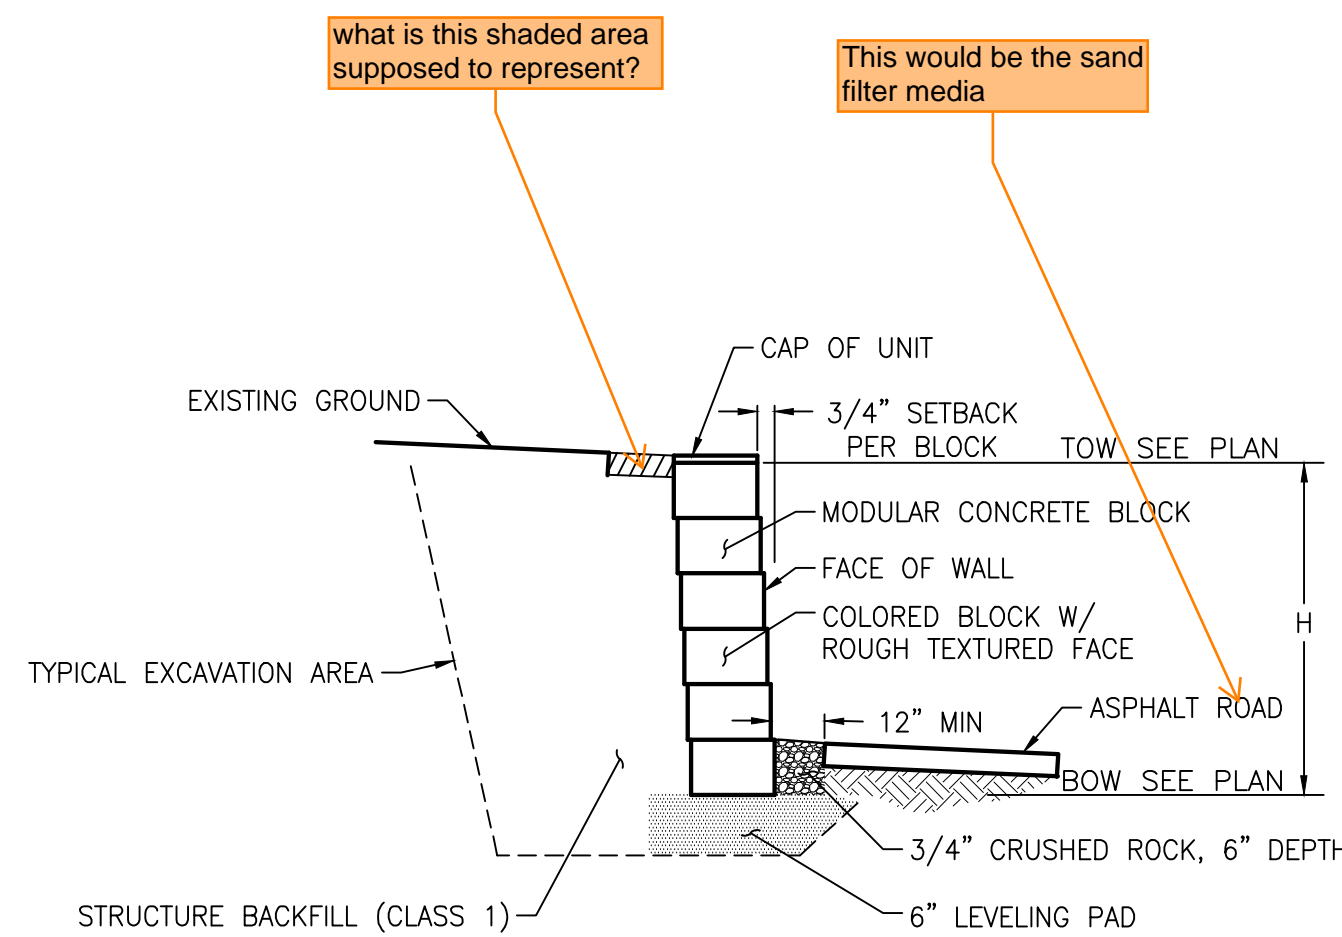 what is this shaded area
supposed to represent?
This would be the sand
filter media
CAP OF UNIT
EXISTING GROUND
3/4" SETBACK
PER BLOCK
TOW SEE PLAN
MODULAR CONCRETE BLOCK
FACE OF WALL
COLORED BLOCK W/
ROUGH TEXTURED FACE
H
TYPICAL EXCAVATION AREA
12" MIN
ASPHALT ROAD
BOW SEE PLAN
3/4" CRUSHED ROCK, 6" DEPTH
STRUCTURE BACKFILL (CLASS 1)
6" LEVELING PAD